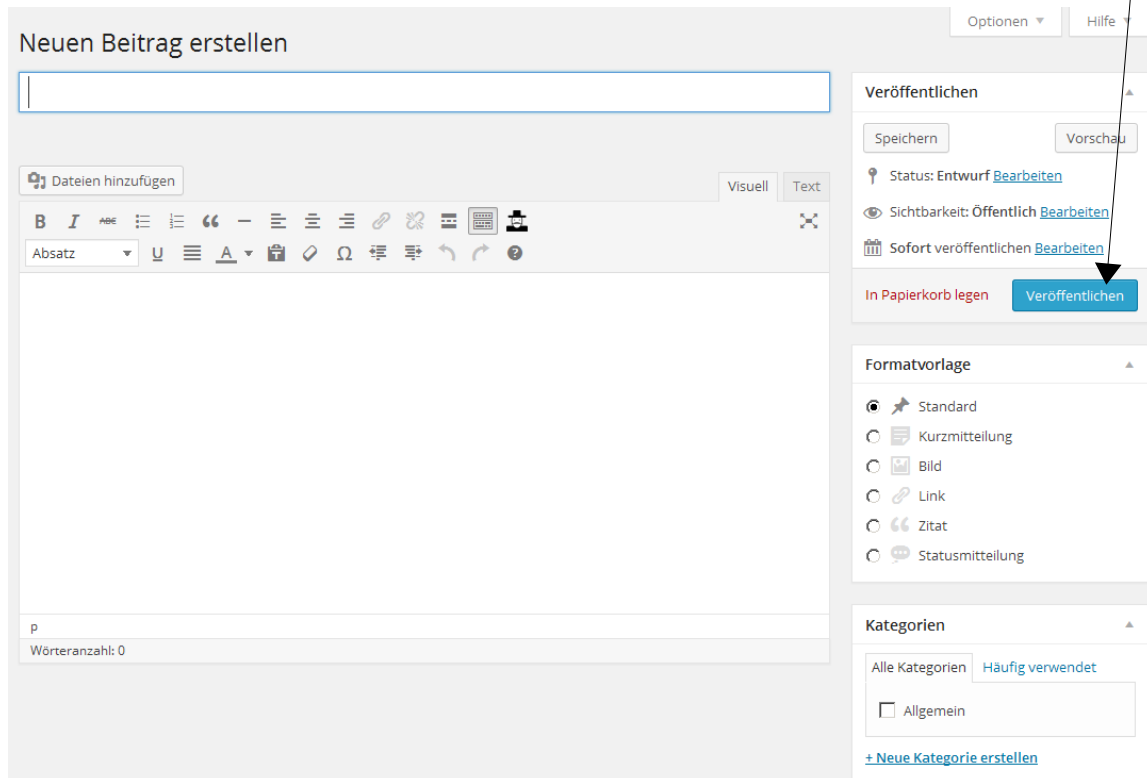 Optionen Hilfe
Neuen Beitrag erstellen
Dateien hinzufügen
Visuell Text
B I ABC
Absatz U A T Ω
p
Wörteranzahl: 0
Veröffentlichen
Speichern Vorschau
Status: Entwurf Bearbeiten
Sichtbarkeit: Öffentlich Bearbeiten
Sofort veröffentlichen Bearbeiten
In Papierkorb legen Veröffentlichen
Formatvorlage
Standard
Kurzmitteilung
Bild
Link
Zitat
Statusmitteilung
Kategorien
Alle Kategorien Häufig verwendet
Allgemein
+ Neue Kategorie erstellen